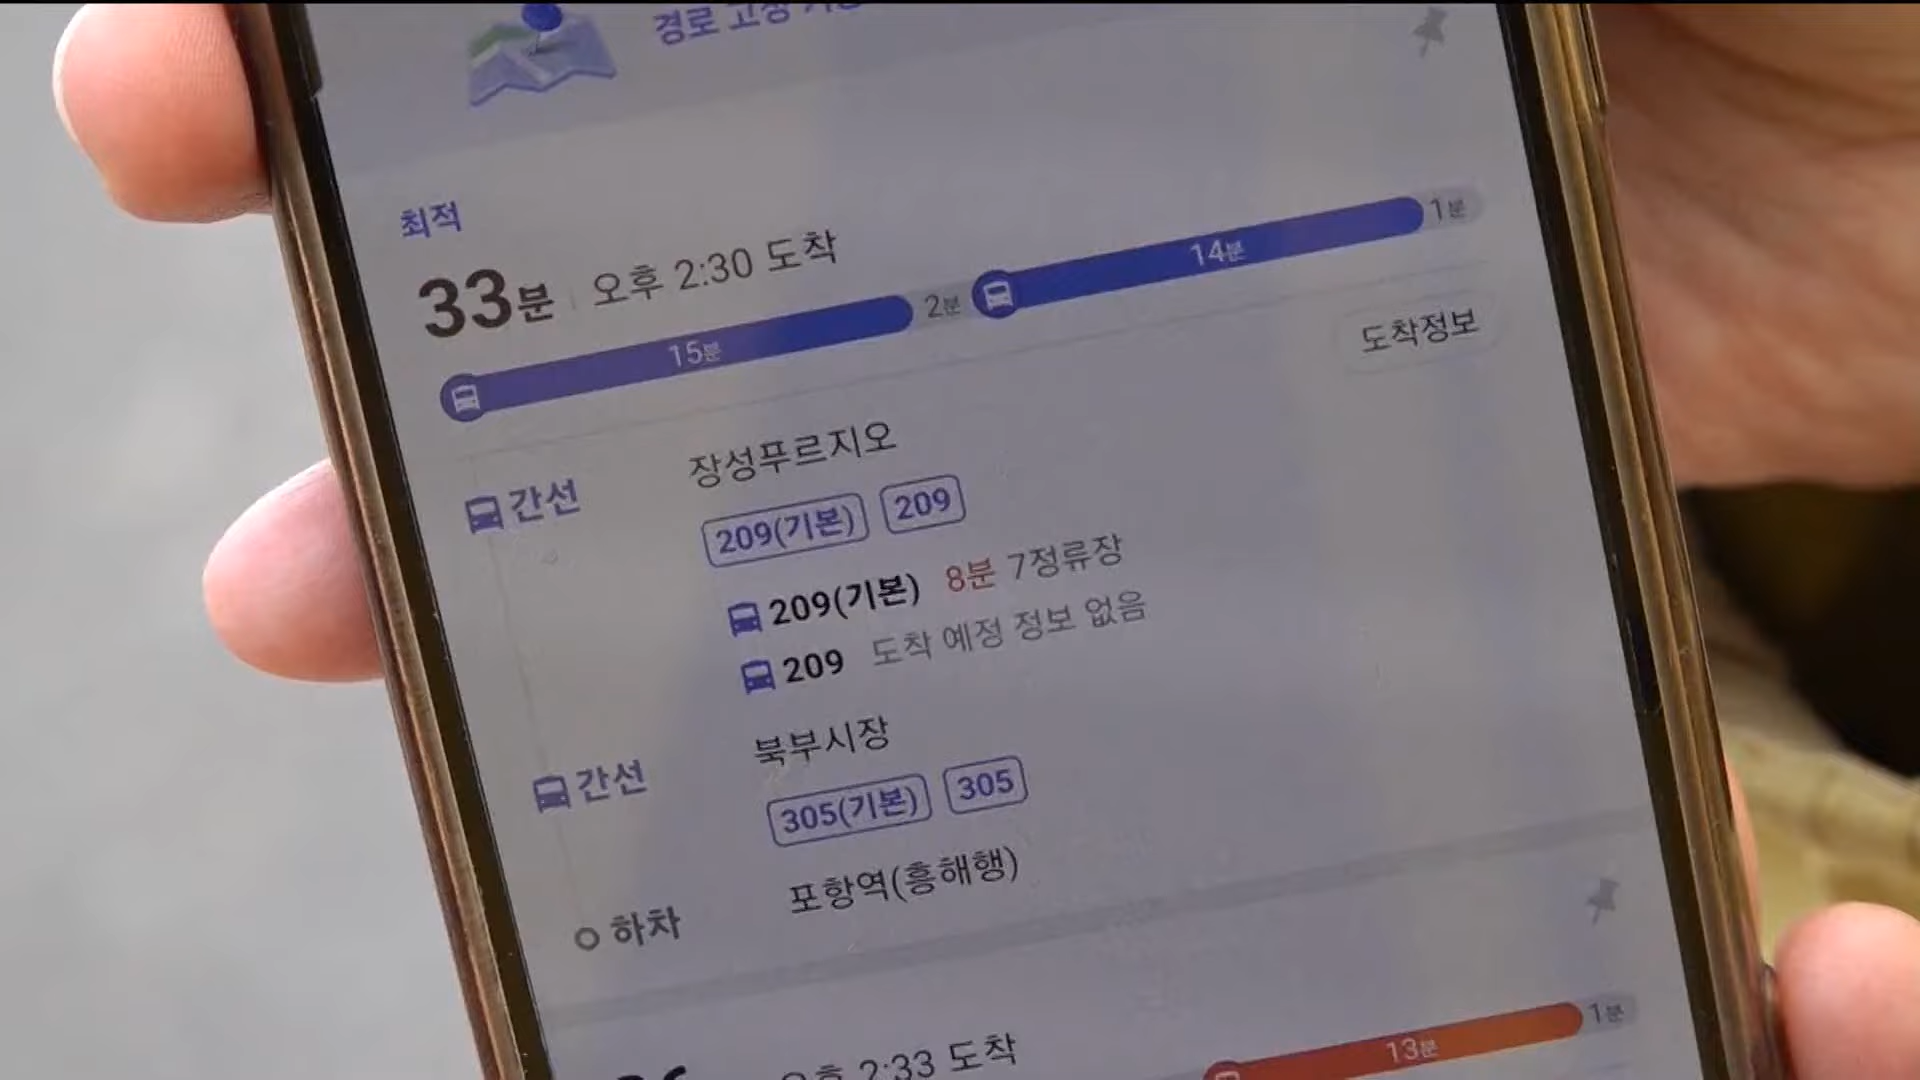 경로 고정
최적
33분 오후 2:30 도착
15분 2분 14분 1분
도착정보
간선 장성푸르지오
209(기본) 209
209(기본) 8분 7정류장
209 도착 예정 정보 없음
간선 북부시장
305(기본) 305
하차 포항역(흥해행)
오후 2:33 도착
13분 1분